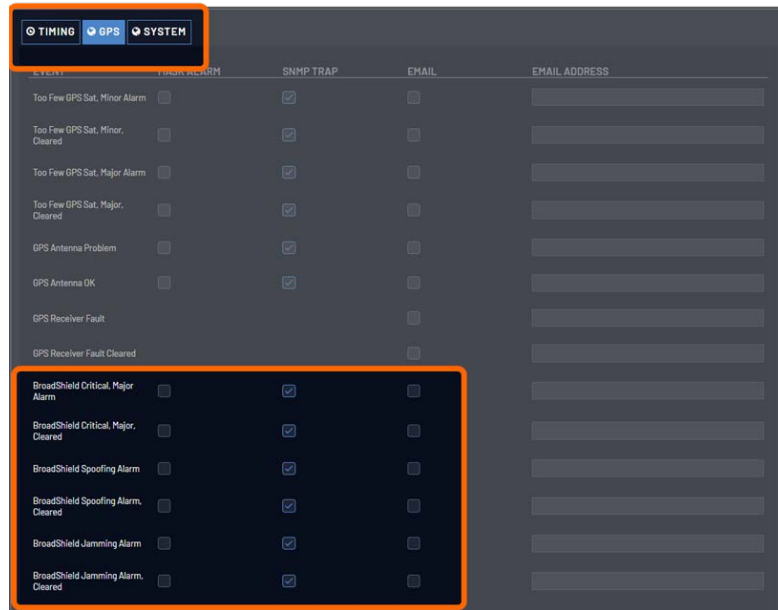 TIMING GPS SYSTEM
EVENT MASK ALARM SNMP TRAP EMAIL EMAIL ADDRESS
Too Few GPS Sat, Minor Alarm
Too Few GPS Sat, Minor,
Cleared
Too Few GPS Sat, Major Alarm
Too Few GPS Sat, Major,
Cleared
GPS Antenna Problem
GPS Antenna OK
GPS Receiver Fault
GPS Receiver Fault Cleared
BroadShield Critical, Major
Alarm
BroadShield Critical, Major,
Cleared
BroadShield Spoofing Alarm
BroadShield Spoofing Alarm,
Cleared
BroadShield Jamming Alarm
BroadShield Jamming Alarm,
Cleared